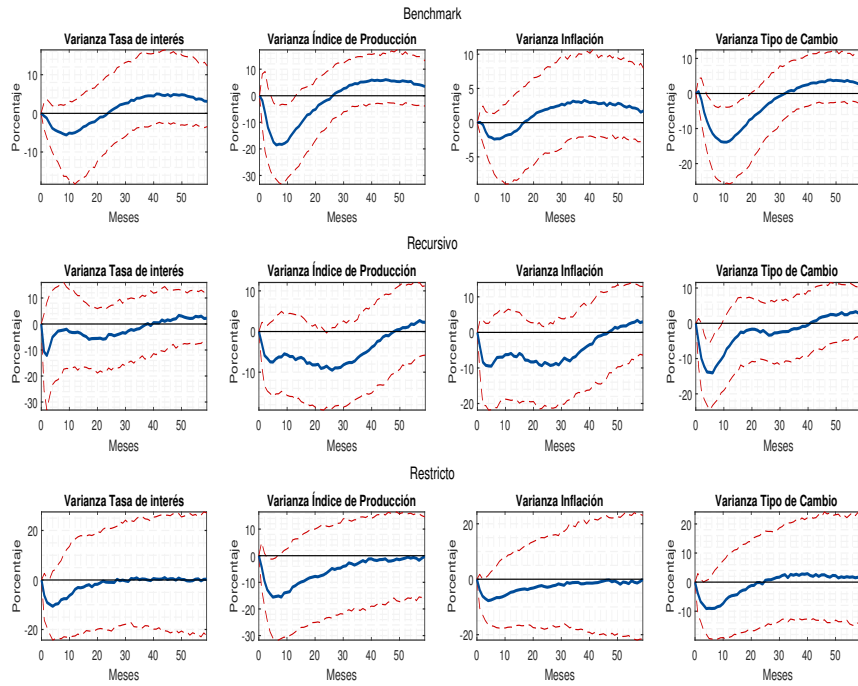 Benchmark
Varianza Tasa de interés
Porcentaje
10
0
-10
0 10 20 30 40 50
Meses
Varianza Índice de Producción
Porcentaje
10
0
-10
-20
-30
0 10 20 30 40 50
Meses
Varianza Inflación
Porcentaje
10
5
0
-5
0 10 20 30 40 50
Meses
Varianza Tipo de Cambio
Porcentaje
10
0
-10
-20
0 10 20 30 40 50
Meses
Recursivo
Varianza Tasa de interés
Porcentaje
10
0
-10
-20
-30
0 10 20 30 40 50
Meses
Varianza Índice de Producción
Porcentaje
10
0
-10
0 10 20 30 40 50
Meses
Varianza Inflación
Porcentaje
10
0
-10
-20
0 10 20 30 40 50
Meses
Varianza Tipo de Cambio
Porcentaje
10
0
-10
-20
0 10 20 30 40 50
Meses
Restricto
Varianza Tasa de interés
Porcentaje
20
0
-20
0 10 20 30 40 50
Meses
Varianza Índice de Producción
Porcentaje
10
0
-10
-20
-30
0 10 20 30 40 50
Meses
Varianza Inflación
Porcentaje
20
0
-20
0 10 20 30 40 50
Meses
Varianza Tipo de Cambio
Porcentaje
20
10
0
-10
0 10 20 30 40 50
Meses